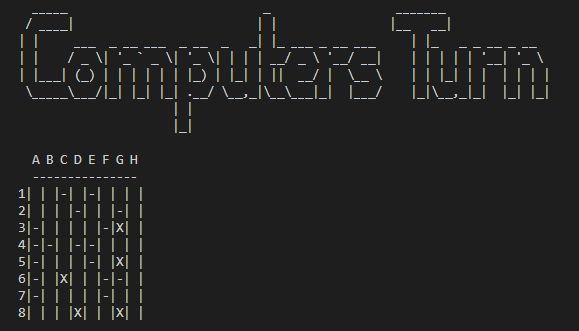 Computers Turn
A B C D E F G H
---------------
1| | |-| |-| | | |
2| | | |-| | |-| |
3|-| | | | |-|X| |
4|-|-| |-|-| | | |
5|-| | | |-| |X| |
6|-| |X| | |-|-| |
7|-| | | | |-| | |
8| | | |X| | |X| |